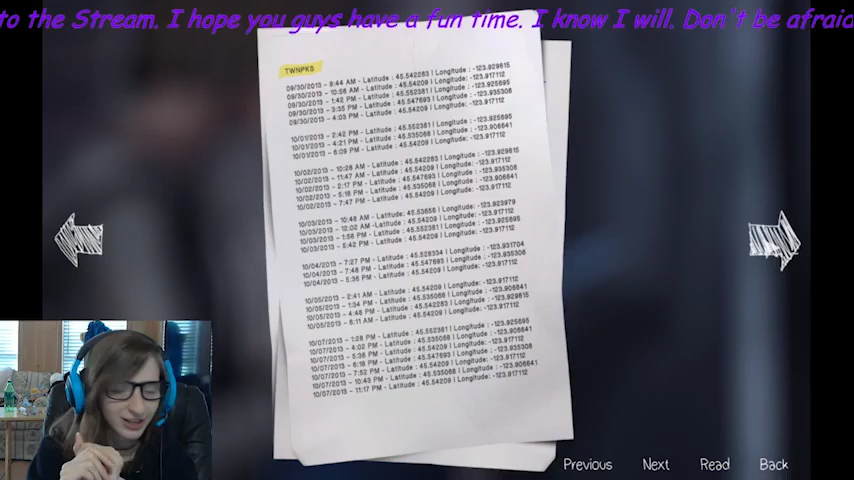 to the Stream. I hope you guys have a fun time. I know I will. Don't be afraid
TWNPKS
09/30/2013 - 9:44 AM - Latitude : 45.542283 | Longitude : -123.929815
09/30/2013 - 10:56 AM - Latitude : 45.54209 | Longitude : -123.917112
09/30/2013 - 1:42 PM - Latitude : 45.552381 | Longitude : -123.925695
09/30/2013 - 3:35 PM - Latitude : 45.547693 | Longitude : -123.935308
09/30/2013 - 4:03 PM - Latitude : 45.54209 | Longitude : -123.917112
10/01/2013 - 2:42 PM - Latitude : 45.552381 | Longitude : -123.925695
10/01/2013 - 4:21 PM - Latitude : 45.535068 | Longitude : -123.906641
10/01/2013 - 6:09 PM - Latitude : 45.54209 | Longitude : -123.917112
10/02/2013 - 10:28 AM - Latitude : 45.542283 | Longitude : -123.929815
10/02/2013 - 11:47 AM - Latitude : 45.54209 | Longitude : -123.917112
10/02/2013 - 2:17 PM - Latitude : 45.547693 | Longitude : -123.935308
10/02/2013 - 5:16 PM - Latitude : 45.535068 | Longitude : -123.906641
10/02/2013 - 7:47 PM - Latitude : 45.54209 | Longitude : -123.917112
10/03/2013 - 10:48 AM - Latitude: 45.53656 | Longitude : -123.923979
10/03/2013 - 12:02 AM -Latitude : 45.54209 | Longitude: -123.917112
10/03/2013 - 1:58 PM - Latitude : 45.552381 | Longitude : -123.925695
10/03/2013 - 5:42 PM - Latitude : 45.54209 | Longitude: -123.917112
10/04/2013 - 7:27 PM - Latitude : 45.526334 | Longitude : -123.931704
10/04/2013 - 7:48 PM - Latitude : 45.547693 | Longitude : -123.935308
10/04/2013 - 5:36 PM - Latitude : 45.54209 | Longitude: -123.917112
10/05/2013 - 2:41 AM - Latitude : 45.54209 | Longitude: -123.917112
10/05/2013 - 1:34 PM - Latitude : 45.535068 | Longitude : -123.906641
10/05/2013 - 4:48 PM - Latitude : 45.542283 | Longitude : -123.929815
10/05/2013 - 6:11 AM - Latitude : 45.54209 | Longitude: -123.917112
10/07/2013 - 1:26 PM - Latitude : 45.552381 | Longitude : -123.925695
10/07/2013 - 4:02 PM - Latitude : 45.535068 | Longitude : -123.906641
10/07/2013 - 5:38 PM - Latitude : 45.547693 | Longitude : -123.935308
10/07/2013 - 6:16 PM - Latitude : 45.54209 | Longitude: -123.917112
10/07/2013 - 7:52 PM - Latitude : 45.547693 | Longitude : -123.935308
10/07/2013 - 10:43 PM - Latitude : 45.535068 | Longitude : -123.906641
10/07/2013 - 11:17 PM - Latitude : 45.54209 | Longitude: -123.917112
Previous Next Read Back